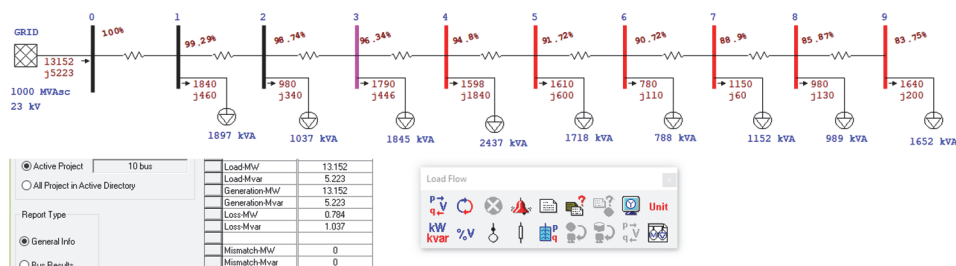 0 1 2 3 4 5 6 7 8 9
GRID
100%
99.29%
98.74%
96.34%
94.8%
91.72%
90.72%
88.9%
85.87%
83.75%
13152
j5223
1000 MVAsc
23 kV
1840
j460
980
j340
1790
j446
1598
j1840
1610
j600
780
j110
1150
j60
980
j130
1640
j200
1897 kVA
1037 kVA
1845 kVA
2437 kVA
1718 kVA
788 kVA
1152 kVA
989 kVA
1652 kVA
Active Project 10 bus
All Project in Active Directory
Report Type
General Info
Bus Results
Load-MW 13.152
Load-Mvar 5.223
Generation-MW 13.152
Generation-Mvar 5.223
Loss-MW 0.784
Loss-Mvar 1.037
Mismatch-MW 0
Mismatch-Mvar 0
Load Flow
P V q
? ? Unit
kW kvar %V P q P V q